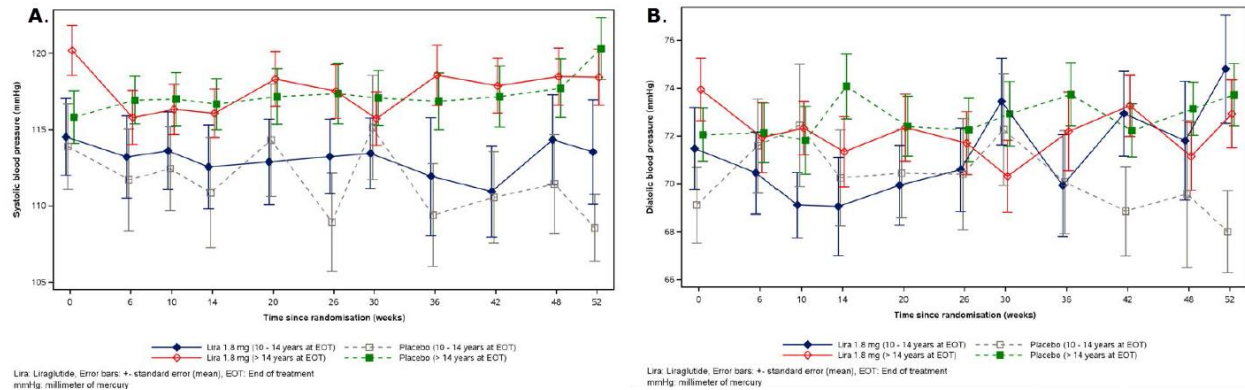 A.
Systolic blood pressure (mmHg)
120
115
110
105
0 6 10 14 20 26 30 36 42 48 52
Time since randomisation (weeks)
Lira 1.8 mg (10 - 14 years at EOT) Placebo (10 - 14 years at EOT)
Lira 1.8 mg (> 14 years at EOT) Placebo (> 14 years at EOT)
Lira: Liraglutide, Error bars: +- standard error (mean), EOT: End of treatment
mmHg: millimeter of mercury
B.
Diatolic blood pressure (mmHg)
76
74
72
70
68
66
0 6 10 14 20 26 30 36 42 48 52
Time since randomisation (weeks)
Lira 1.8 mg (10 - 14 years at EOT) Placebo (10 - 14 years at EOT)
Lira 1.8 mg (> 14 years at EOT) Placebo (> 14 years at EOT)
Lira: Liraglutide, Error bars: +- standard error (mean), EOT: End of treatment
mmHg: millimeter of mercury